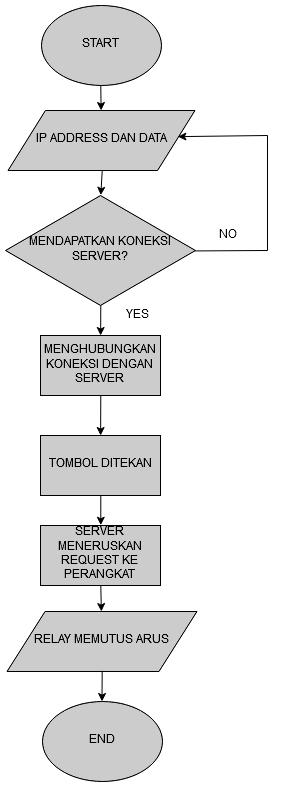 START
IP ADDRESS DAN DATA
MENDAPATKAN KONEKSI
SERVER?
NO
YES
MENGHUBUNGKAN
KONEKSI DENGAN
SERVER
TOMBOL DITEKAN
SERVER
MENERUSKAN
REQUEST KE
PERANGKAT
RELAY MEMUTUS ARUS
END